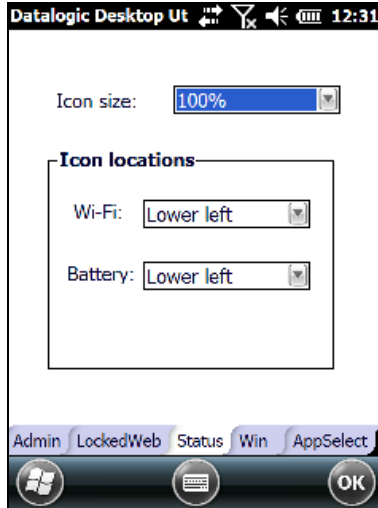 Datalogic Desktop Ut 12:31
Icon size: 100%
Icon locations
Wi-Fi: Lower left
Battery: Lower left
Admin LockedWeb Status Win AppSelect
OK